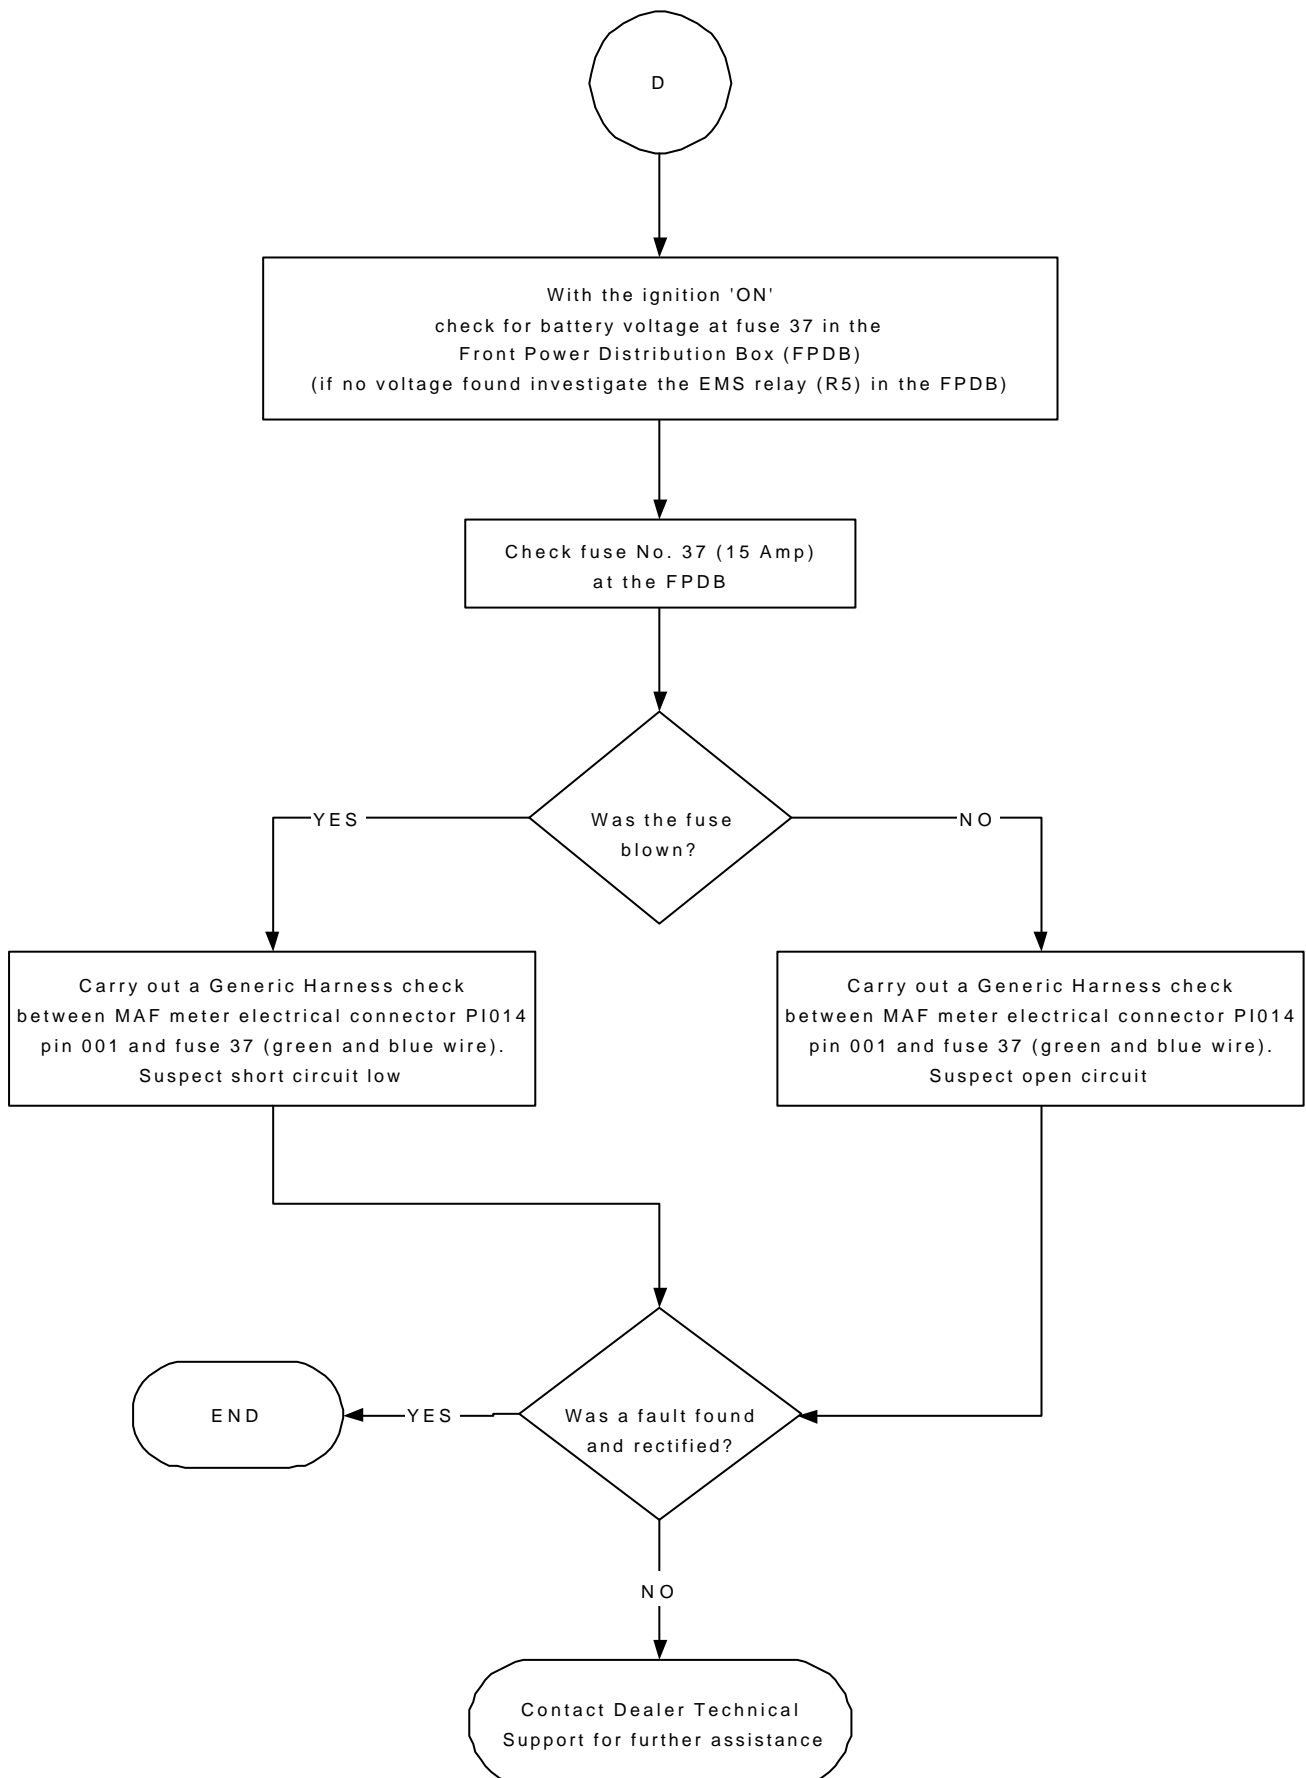 D
With the ignition 'ON'
check for battery voltage at fuse 37 in the
Front Power Distribution Box (FPDB)
(if no voltage found investigate the EMS relay (R5) in the FPDB)
Check fuse No. 37 (15 Amp)
at the FPDB
Was the fuse
blown?
YES
NO
Carry out a Generic Harness check
between MAF meter electrical connector PI014
pin 001 and fuse 37 (green and blue wire).
Suspect short circuit low
Carry out a Generic Harness check
between MAF meter electrical connector PI014
pin 001 and fuse 37 (green and blue wire).
Suspect open circuit
Was a fault found
and rectified?
YES
END
NO
Contact Dealer Technical
Support for further assistance